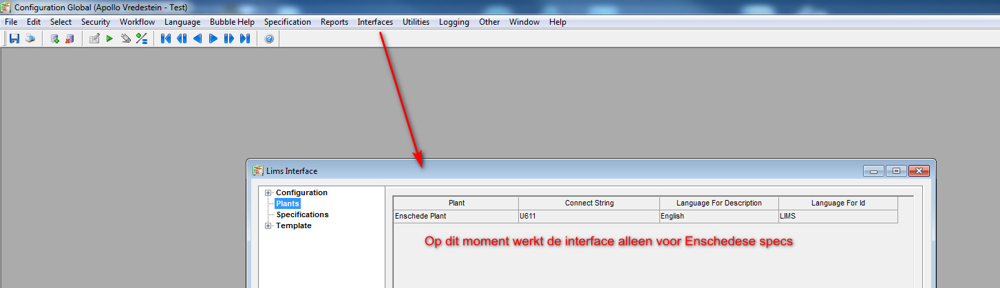 Configuration Global (Apollo Vredestein - Test)
File Edit Select Security Workflow Language Bubble Help Specification Reports Interfaces Utilities Logging Other Window Help
Lims Interface
Configuration
Plants
Specifications
Template
Plant Connect String Language For Description Language For Id
Enschede Plant U611 English LIMS
Op dit moment werkt de interface alleen voor Enschedese specs